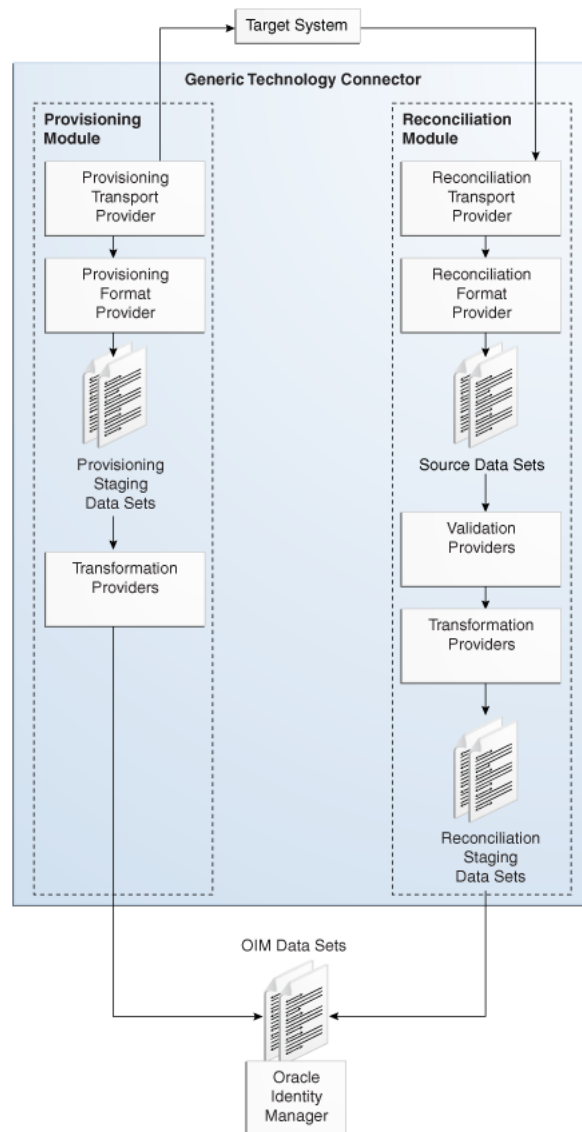 Target System
Generic Technology Connector
Provisioning
Module
Provisioning
Transport
Provider
Provisioning
Format
Provider
Provisioning
Staging
Data Sets
Transformation
Providers
Reconciliation
Module
Reconciliation
Transport
Provider
Reconciliation
Format
Provider
Source Data Sets
Validation
Providers
Transformation
Providers
Reconciliation
Staging
Data Sets
OIM Data Sets
Oracle
Identity
Manager